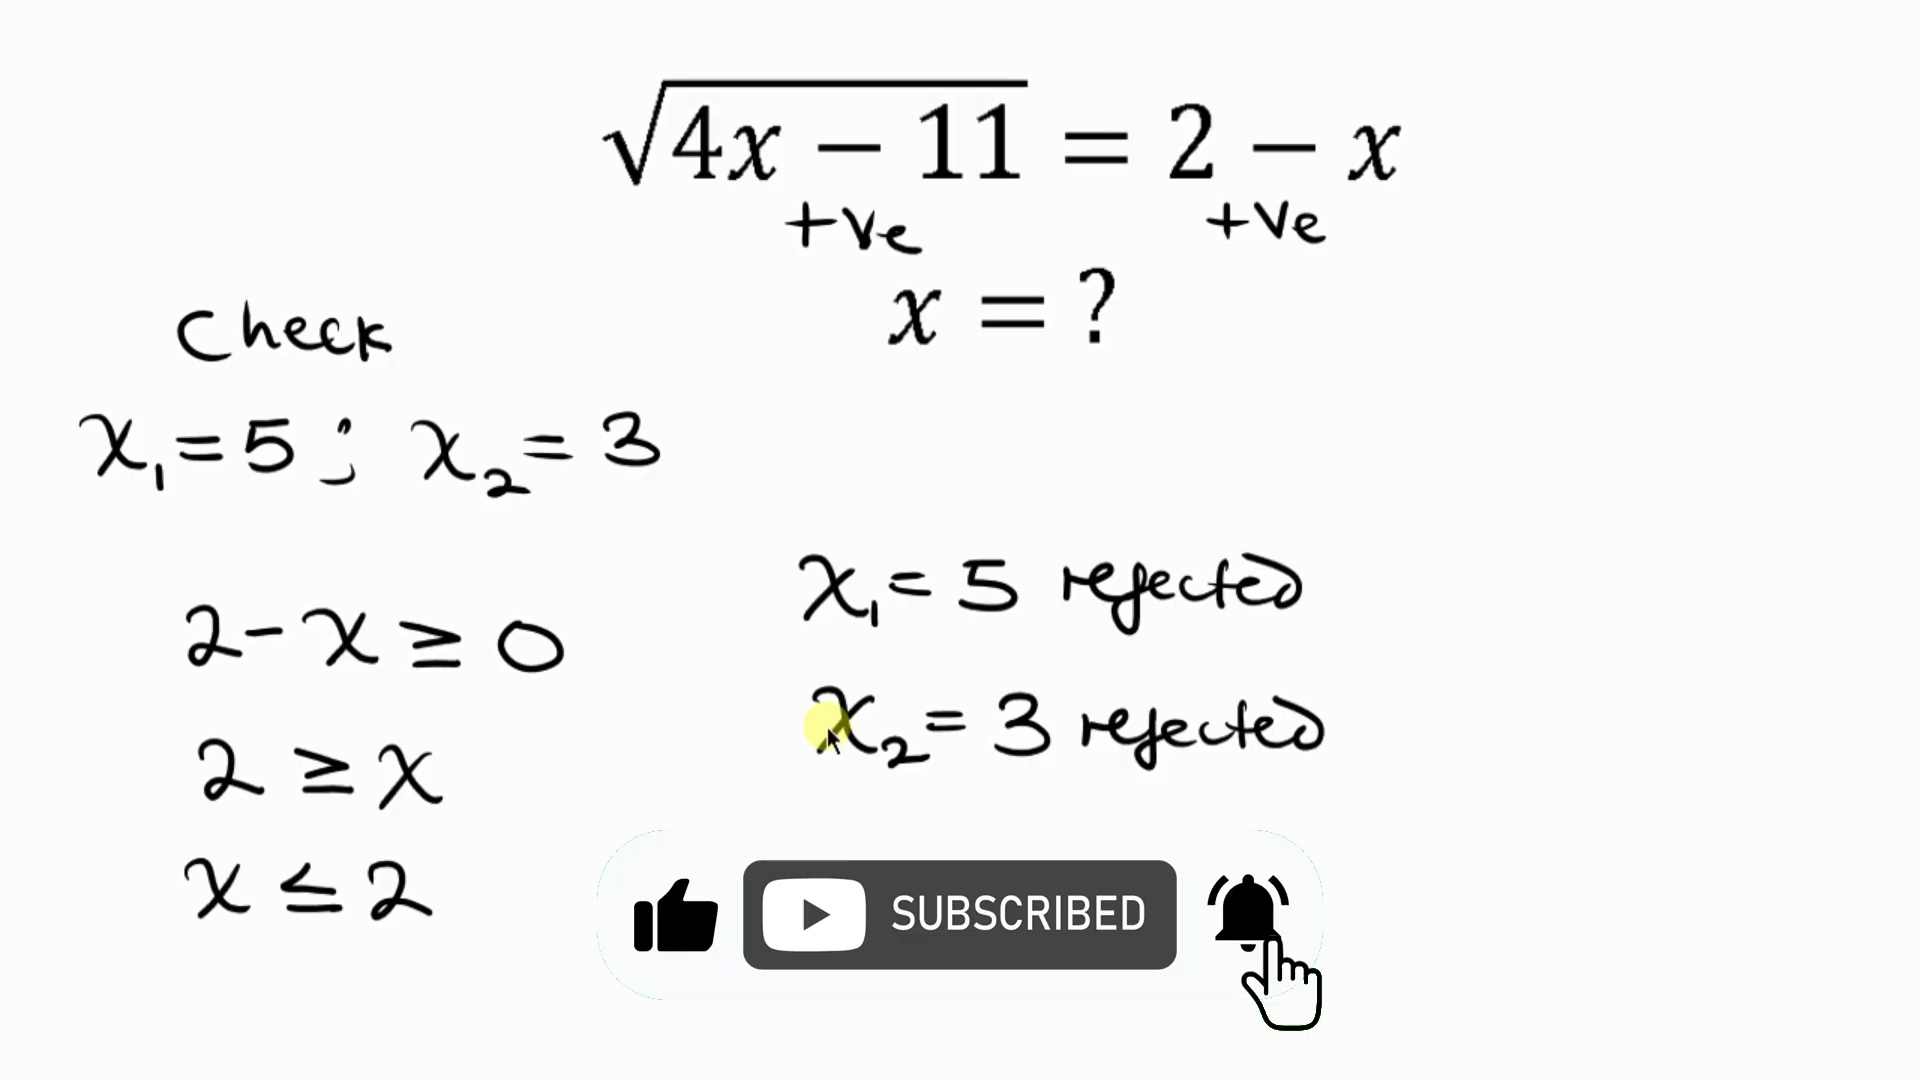 √4x − 11 = 2 − x
+ve +ve
x = ?
Check
x₁ = 5 ; x₂ = 3
2 - x ≥ 0
2 ≥ x
x ≤ 2
x₁ = 5 rejected
x₂ = 3 rejected
SUBSCRIBED